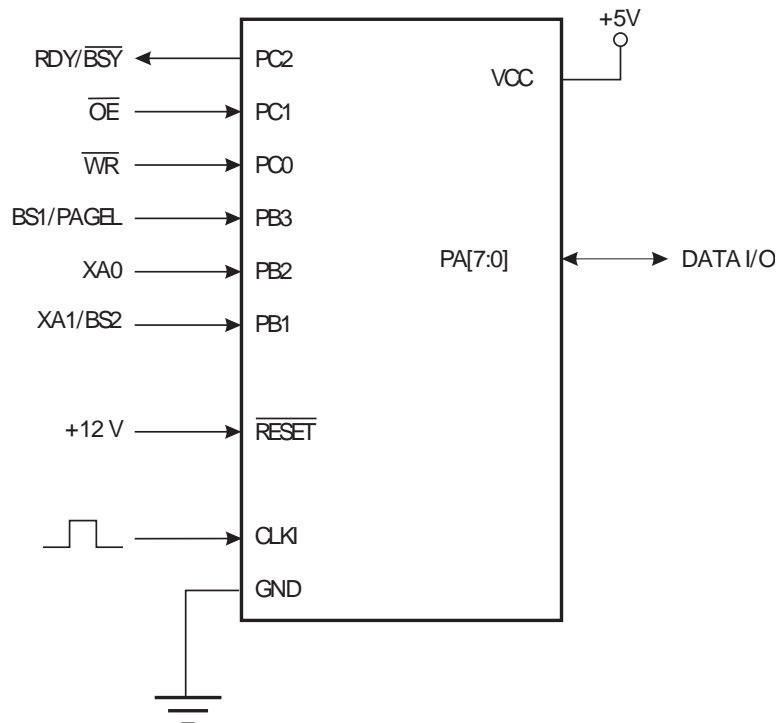 +5V
RDY/BSY
PC2
VCC
OE
PC1
WR
PC0
BS1/PAGEL
PB3
PA[7:0]
DATA I/O
XA0
PB2
XA1/BS2
PB1
+12 V
RESET
CLKI
GND